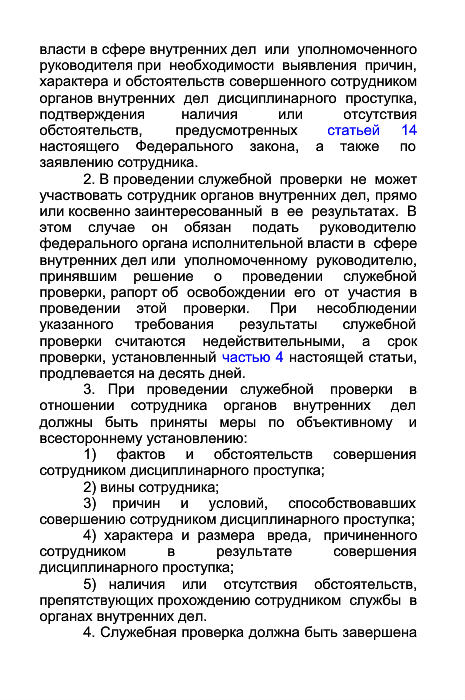 власти в сфере внутренних дел или уполномоченного
руководителя при необходимости выявления причин,
характера и обстоятельств совершенного сотрудником
органов внутренних дел дисциплинарного проступка,
подтверждения наличия или отсутствия
обстоятельств, предусмотренных статьей 14
настоящего Федерального закона, а также по
заявлению сотрудника.
2. В проведении служебной проверки не может
участвовать сотрудник органов внутренних дел, прямо
или косвенно заинтересованный в ее результатах. В
этом случае он обязан подать руководителю
федерального органа исполнительной власти в сфере
внутренних дел или уполномоченному руководителю,
принявшим решение о проведении служебной
проверки, рапорт об освобождении его от участия в
проведении этой проверки. При несоблюдении
указанного требования результаты служебной
проверки считаются недействительными, а срок
проверки, установленный частью 4 настоящей статьи,
продлевается на десять дней.
3. При проведении служебной проверки в
отношении сотрудника органов внутренних дел
должны быть приняты меры по объективному и
всестороннему установлению:
1) фактов и обстоятельств совершения
сотрудником дисциплинарного проступка;
2) вины сотрудника;
3) причин и условий, способствовавших
совершению сотрудником дисциплинарного проступка;
4) характера и размера вреда, причиненного
сотрудником в результате совершения
дисциплинарного проступка;
5) наличия или отсутствия обстоятельств,
препятствующих прохождению сотрудником службы в
органах внутренних дел.
4. Служебная проверка должна быть завершена